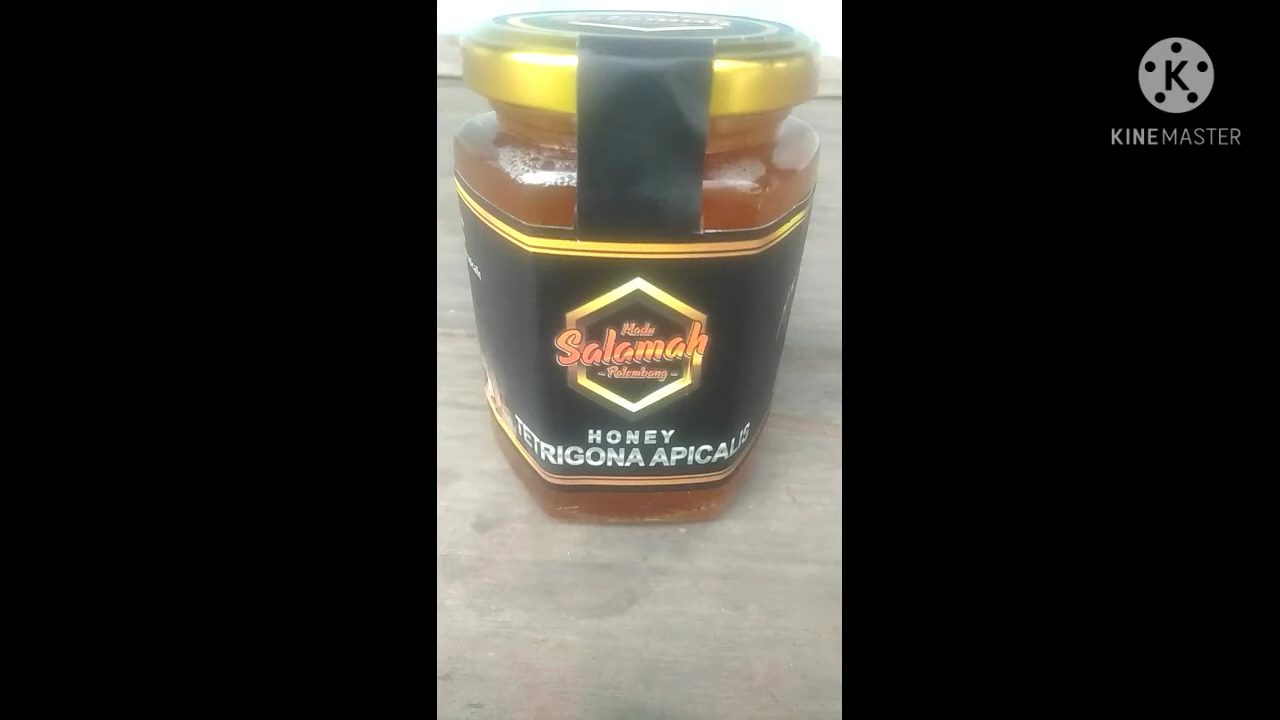 Madu
Salamah
- Palembang -
HONEY
TETRIGONA APICALIS
K
KINEMASTER